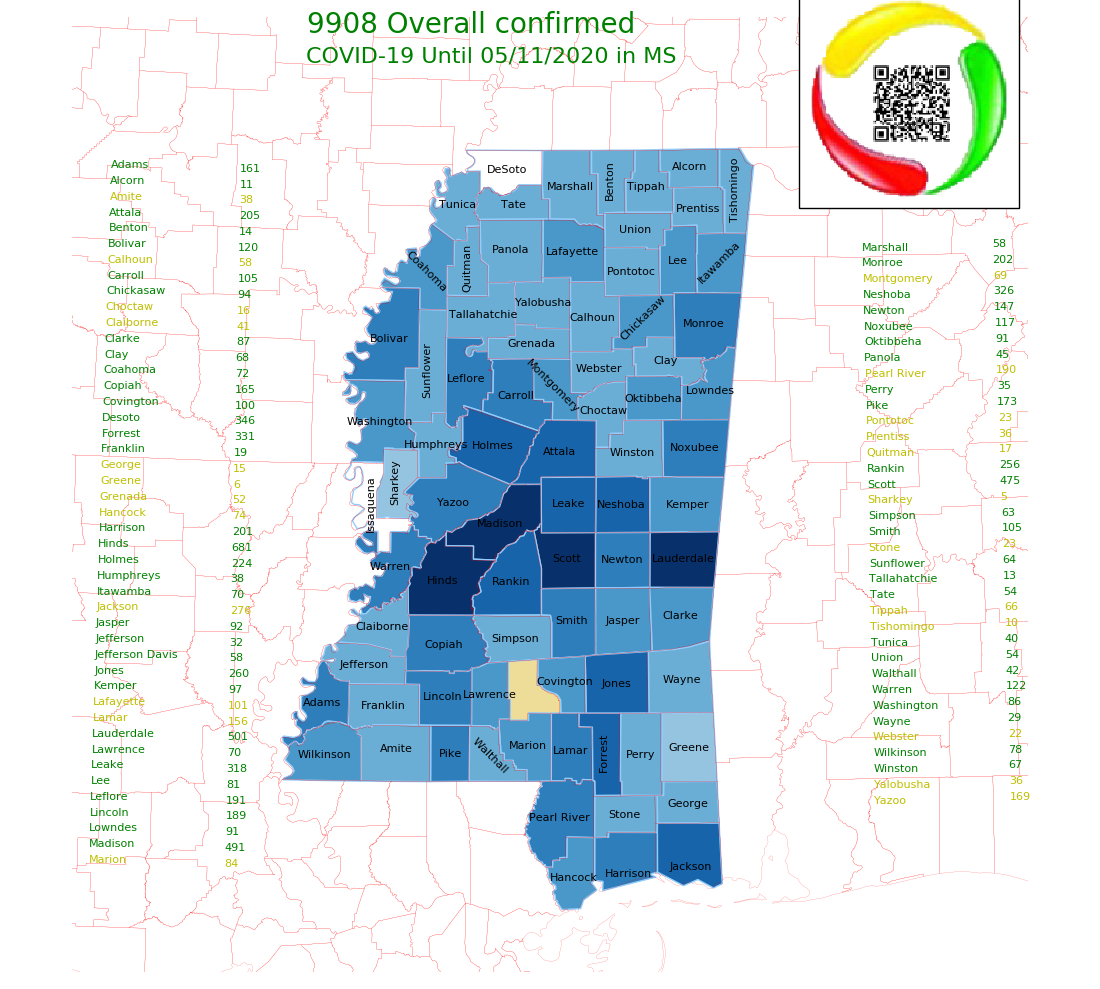 9908 Overall confirmed
COVID-19 Until 05/11/2020 in MS
Adams 161
Alcorn 11
Amite 38
Attala 205
Benton 14
Bolivar 120
Calhoun 58
Carroll 105
Chickasaw 94
Choctaw 16
Claiborne 41
Clarke 87
Clay 68
Coahoma 72
Copiah 165
Covington 100
Desoto 346
Forrest 331
Franklin 19
George 15
Greene 6
Grenada 52
Hancock 74
Harrison 201
Hinds 681
Holmes 224
Humphreys 38
Itawamba 70
Jackson 276
Jasper 92
Jefferson 32
Jefferson Davis 58
Jones 260
Kemper 97
Lafayette 101
Lamar 156
Lauderdale 501
Lawrence 70
Leake 318
Lee 81
Leflore 191
Lincoln 189
Lowndes 91
Madison 491
Marion 84
DeSoto
Marshall
Benton
Tippah
Alcorn
Tishomingo
Tunica
Tate
Prentiss
Union
Panola
Lafayette
Pontotoc
Lee
Itawamba
Coahoma
Quitman
Yalobusha
Tallahatchie
Calhoun
Chickasaw
Monroe
Bolivar
Sunflower
Grenada
Webster
Clay
Leflore
Carroll
Montgomery
Oktibbeha
Lowndes
Washington
Choctaw
Humphreys
Holmes
Attala
Winston
Noxubee
Issaquena
Sharkey
Yazoo
Madison
Leake
Neshoba
Kemper
Warren
Hinds
Rankin
Scott
Newton
Lauderdale
Claiborne
Copiah
Simpson
Smith
Jasper
Clarke
Jefferson
Adams
Franklin
Lincoln
Lawrence
Covington
Jones
Wayne
Wilkinson
Amite
Pike
Walthall
Marion
Lamar
Forrest
Perry
Greene
Pearl River
Stone
George
Hancock
Harrison
Jackson
Marshall 58
Monroe 202
Montgomery 69
Neshoba 326
Newton 147
Noxubee 117
Oktibbeha 91
Panola 45
Pearl River 190
Perry 35
Pike 173
Pontotoc 23
Prentiss 36
Quitman 17
Rankin 256
Scott 475
Sharkey 5
Simpson 63
Smith 105
Stone 23
Sunflower 64
Tallahatchie 13
Tate 54
Tippah 66
Tishomingo 10
Tunica 40
Union 54
Walthall 42
Warren 122
Washington 86
Wayne 29
Webster 22
Wilkinson 78
Winston 67
Yalobusha 36
Yazoo 169